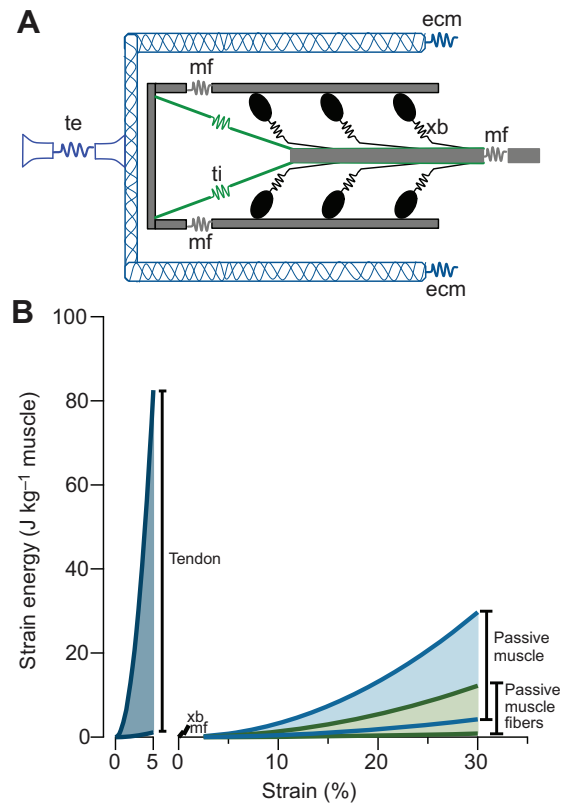 A
ecm
mf
te
xb
mf
ti
mf
ecm
B
100
80
60
40
20
0
Strain energy (J kg–1 muscle)
Tendon
Passive
muscle
Passive
muscle
fibers
xb
mf
0
5
0
10
20
30
Strain (%)